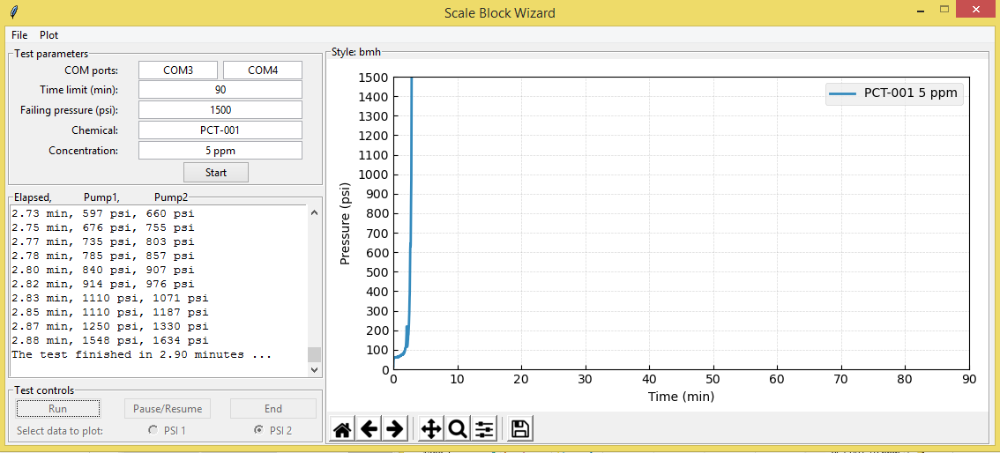 Scale Block Wizard
File Plot
Test parameters
COM ports: COM3 COM4
Time limit (min): 90
Failing pressure (psi): 1500
Chemical: PCT-001
Concentration: 5 ppm
Start
Elapsed, Pump1, Pump2
2.73 min, 597 psi, 660 psi
2.75 min, 676 psi, 755 psi
2.77 min, 735 psi, 803 psi
2.78 min, 785 psi, 857 psi
2.80 min, 840 psi, 907 psi
2.82 min, 914 psi, 976 psi
2.83 min, 1110 psi, 1071 psi
2.85 min, 1110 psi, 1187 psi
2.87 min, 1250 psi, 1330 psi
2.88 min, 1548 psi, 1634 psi
The test finished in 2.90 minutes ...
Test controls
Run Pause/Resume End
Select data to plot: PSI 1 PSI 2
Style: bmh
PCT-001 5 ppm
Pressure (psi)
1500
1400
1300
1200
1100
1000
900
800
700
600
500
400
300
200
100
0
0 10 20 30 40 50 60 70 80 90
Time (min)